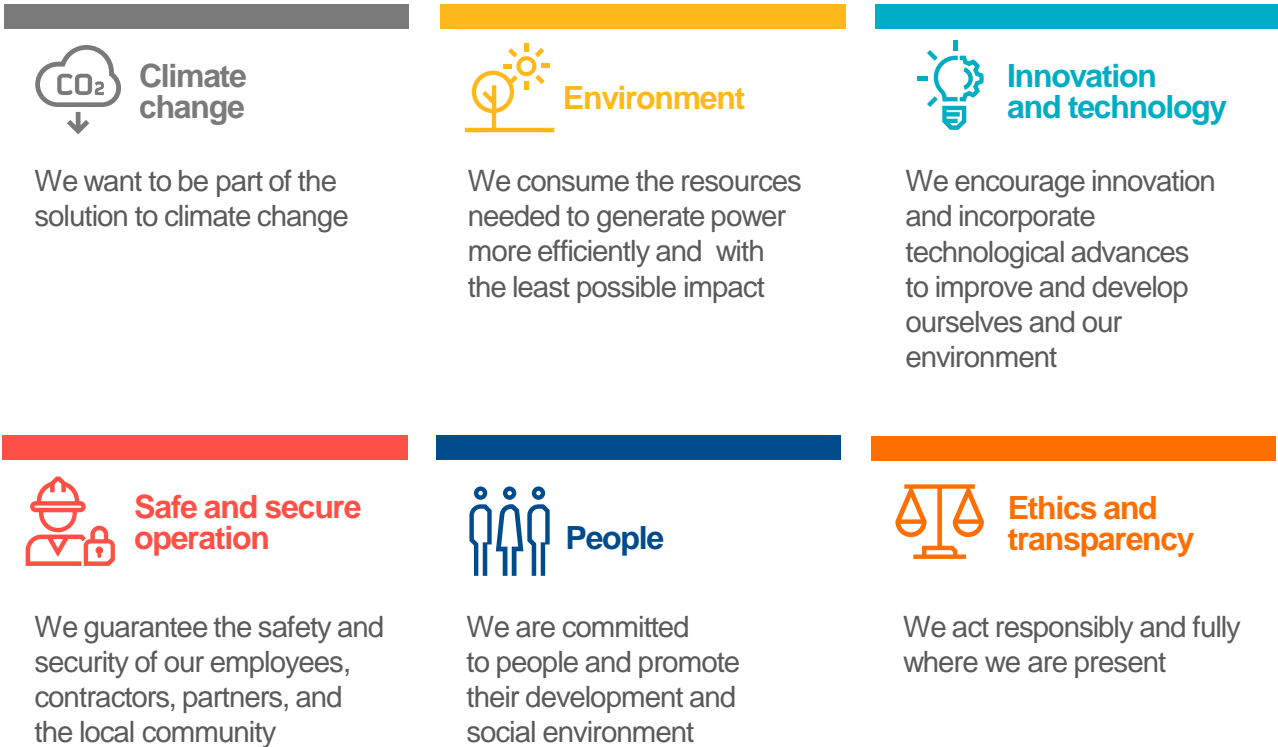 CO₂
Climate
change
We want to be part of the
solution to climate change
Environment
We consume the resources
needed to generate power
more efficiently and  with
the least possible impact
Innovation
and technology
We encourage innovation
and incorporate
technological advances
to improve and develop
ourselves and our
environment
Safe and secure
operation
We guarantee the safety and
security of our employees,
contractors, partners, and
the local community
People
We are committed
to people and promote
their development and
social environment
Ethics and
transparency
We act responsibly and fully
where we are present